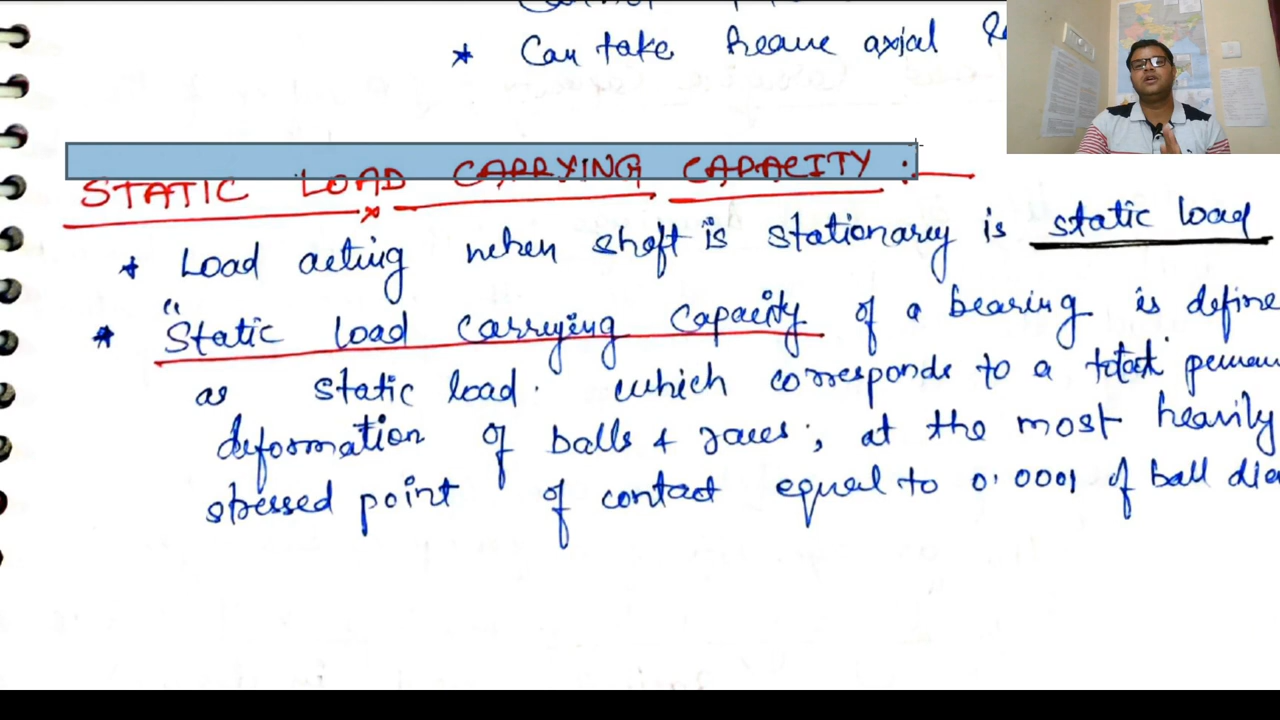 * Can take heave axial
STATIC LOAD CARRYING CAPACITY :
* Load acting when shaft is stationary is static load
* "Static load carrying capacity of a bearing is define
as static load. which corresponds to a total
deformation of balls & races, at the most heavily
stressed point of contact equal to 0.0001 of ball dia